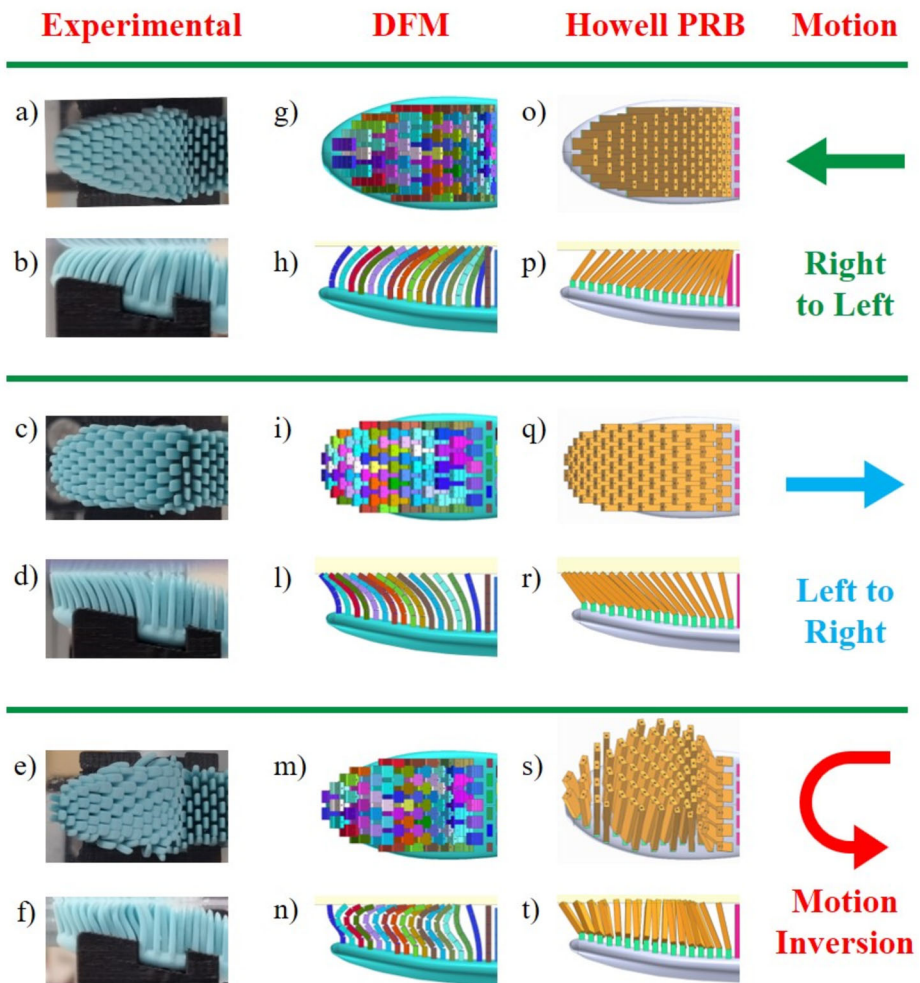 Experimental DFM Howell PRB Motion
a) g) o)
b) h) p) Right
to Left
c) i) q)
d) l) r) Left to
Right
e) m) s)
f) n) t) Motion
Inversion